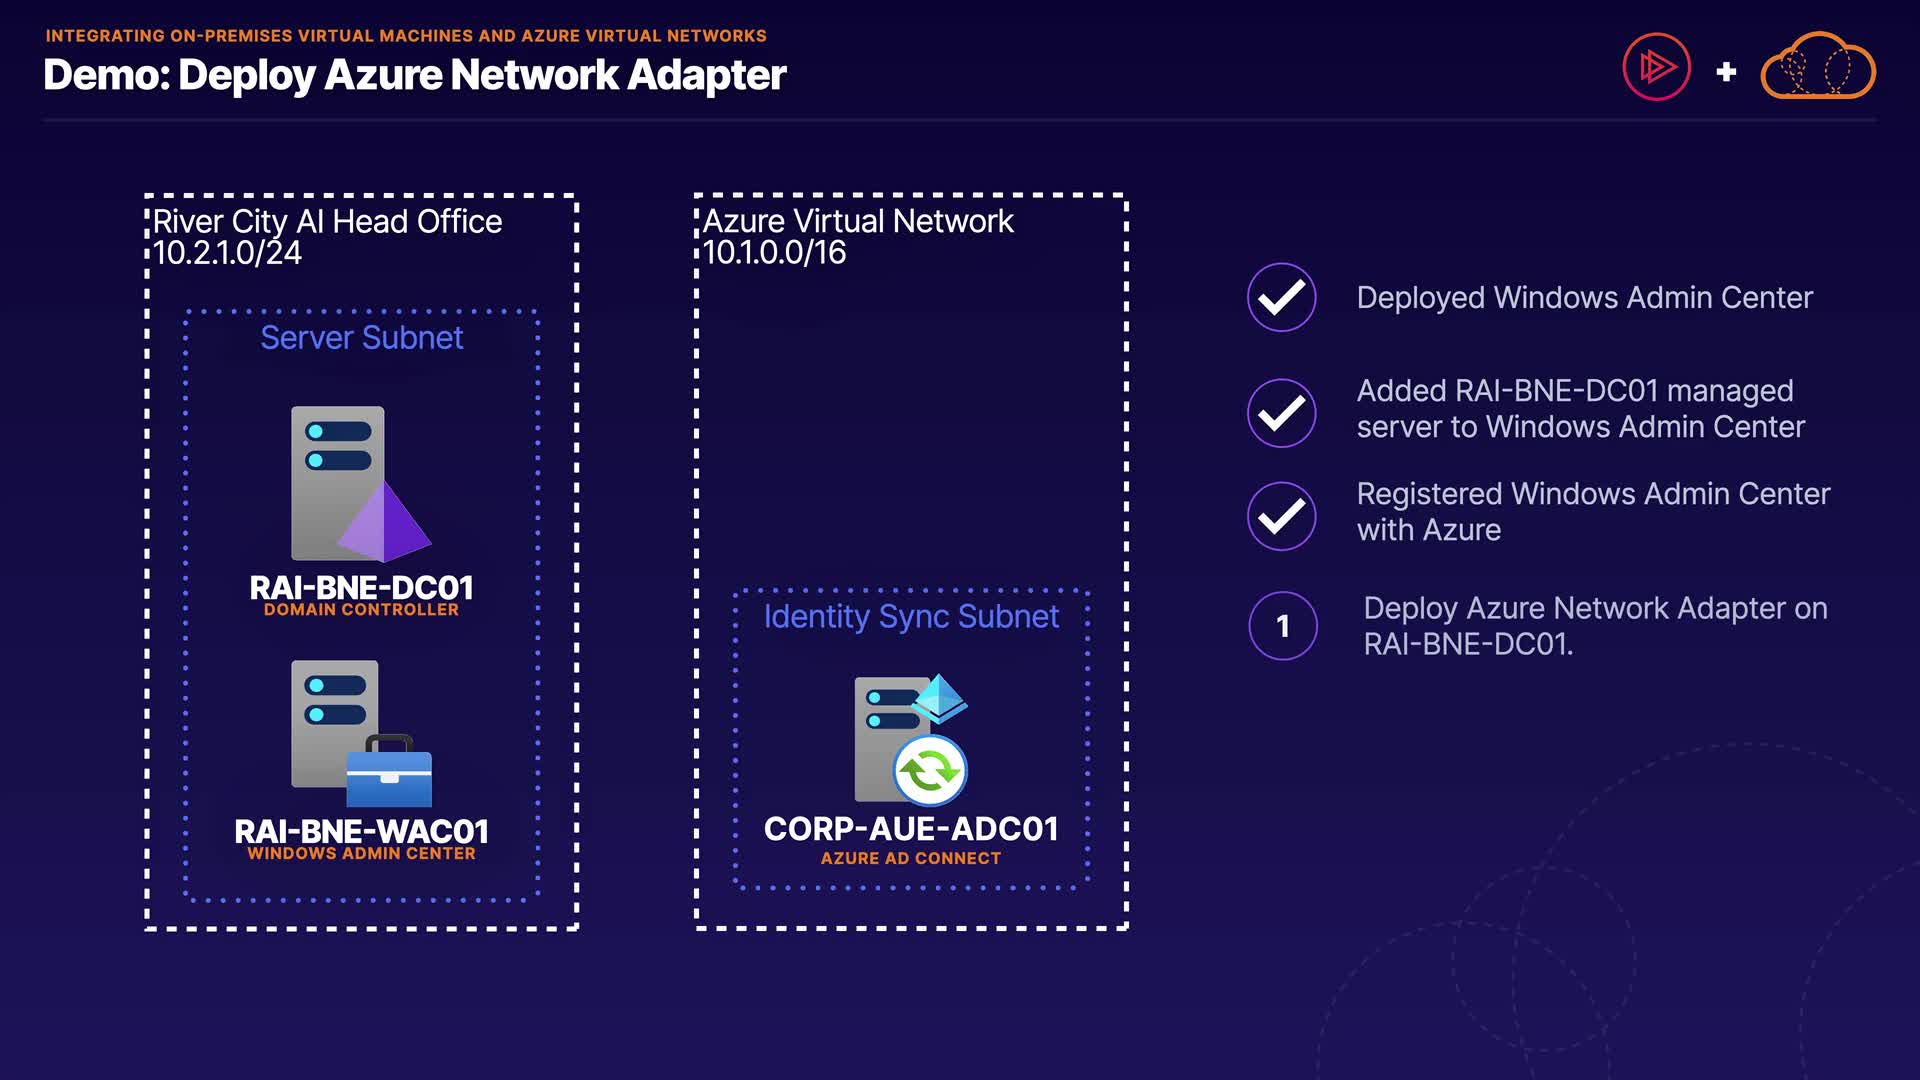 INTEGRATING ON-PREMISES VIRTUAL MACHINES AND AZURE VIRTUAL NETWORKS
Demo: Deploy Azure Network Adapter
River City AI Head Office
10.2.1.0/24
Server Subnet
RAI-BNE-DC01
DOMAIN CONTROLLER
RAI-BNE-WAC01
WINDOWS ADMIN CENTER
Azure Virtual Network
10.1.0.0/16
Identity Sync Subnet
CORP-AUE-ADC01
AZURE AD CONNECT
Deployed Windows Admin Center
Added RAI-BNE-DC01 managed
server to Windows Admin Center
Registered Windows Admin Center
with Azure
1
Deploy Azure Network Adapter on
RAI-BNE-DC01.